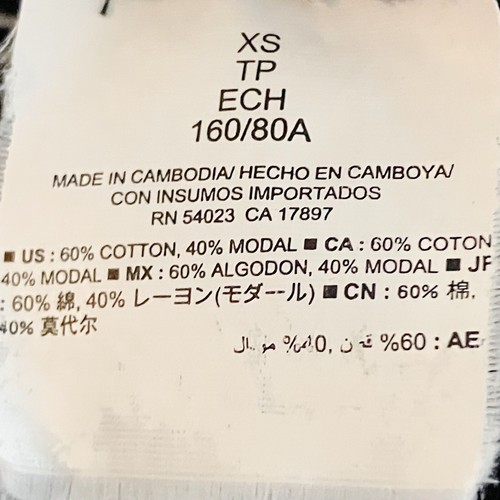 XS
TP
ECH
160/80A
MADE IN CAMBODIA/ HECHO EN CAMBOYA/
CON INSUMOS IMPORTADOS
RN 54023 CA 17897
■ US : 60% COTTON, 40% MODAL ■ CA : 60% COTON
40% MODAL ■ MX : 60% ALGODON, 40% MODAL ■ JP
: 60% 綿, 40% レーヨン(モダール) ■ CN : 60% 棉,
40% 莫代尔
AE : 60%